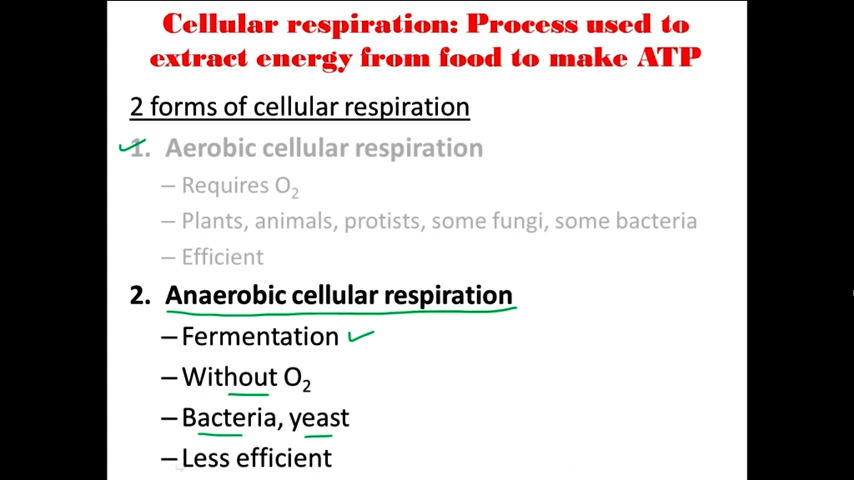 Cellular respiration: Process used to
extract energy from food to make ATP
2 forms of cellular respiration
1. Aerobic cellular respiration
– Requires O₂
– Plants, animals, protists, some fungi, some bacteria
– Efficient
2. Anaerobic cellular respiration
– Fermentation
– Without O₂
– Bacteria, yeast
– Less efficient